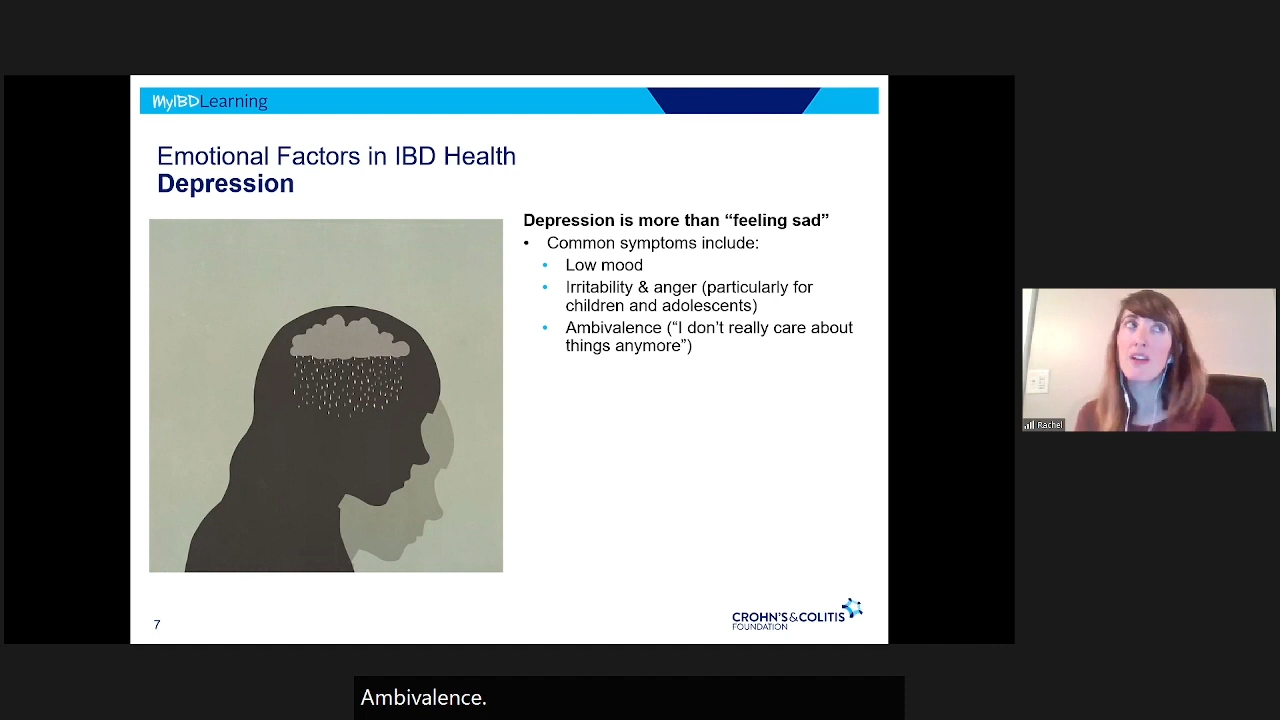 MyIBDLearning
Emotional Factors in IBD Health
Depression
Depression is more than “feeling sad”
• Common symptoms include:
• Low mood
• Irritability & anger (particularly for
children and adolescents)
• Ambivalence (“I don’t really care about
things anymore”)
7
CROHN'S & COLITIS
FOUNDATION
Rachel
Ambivalence.